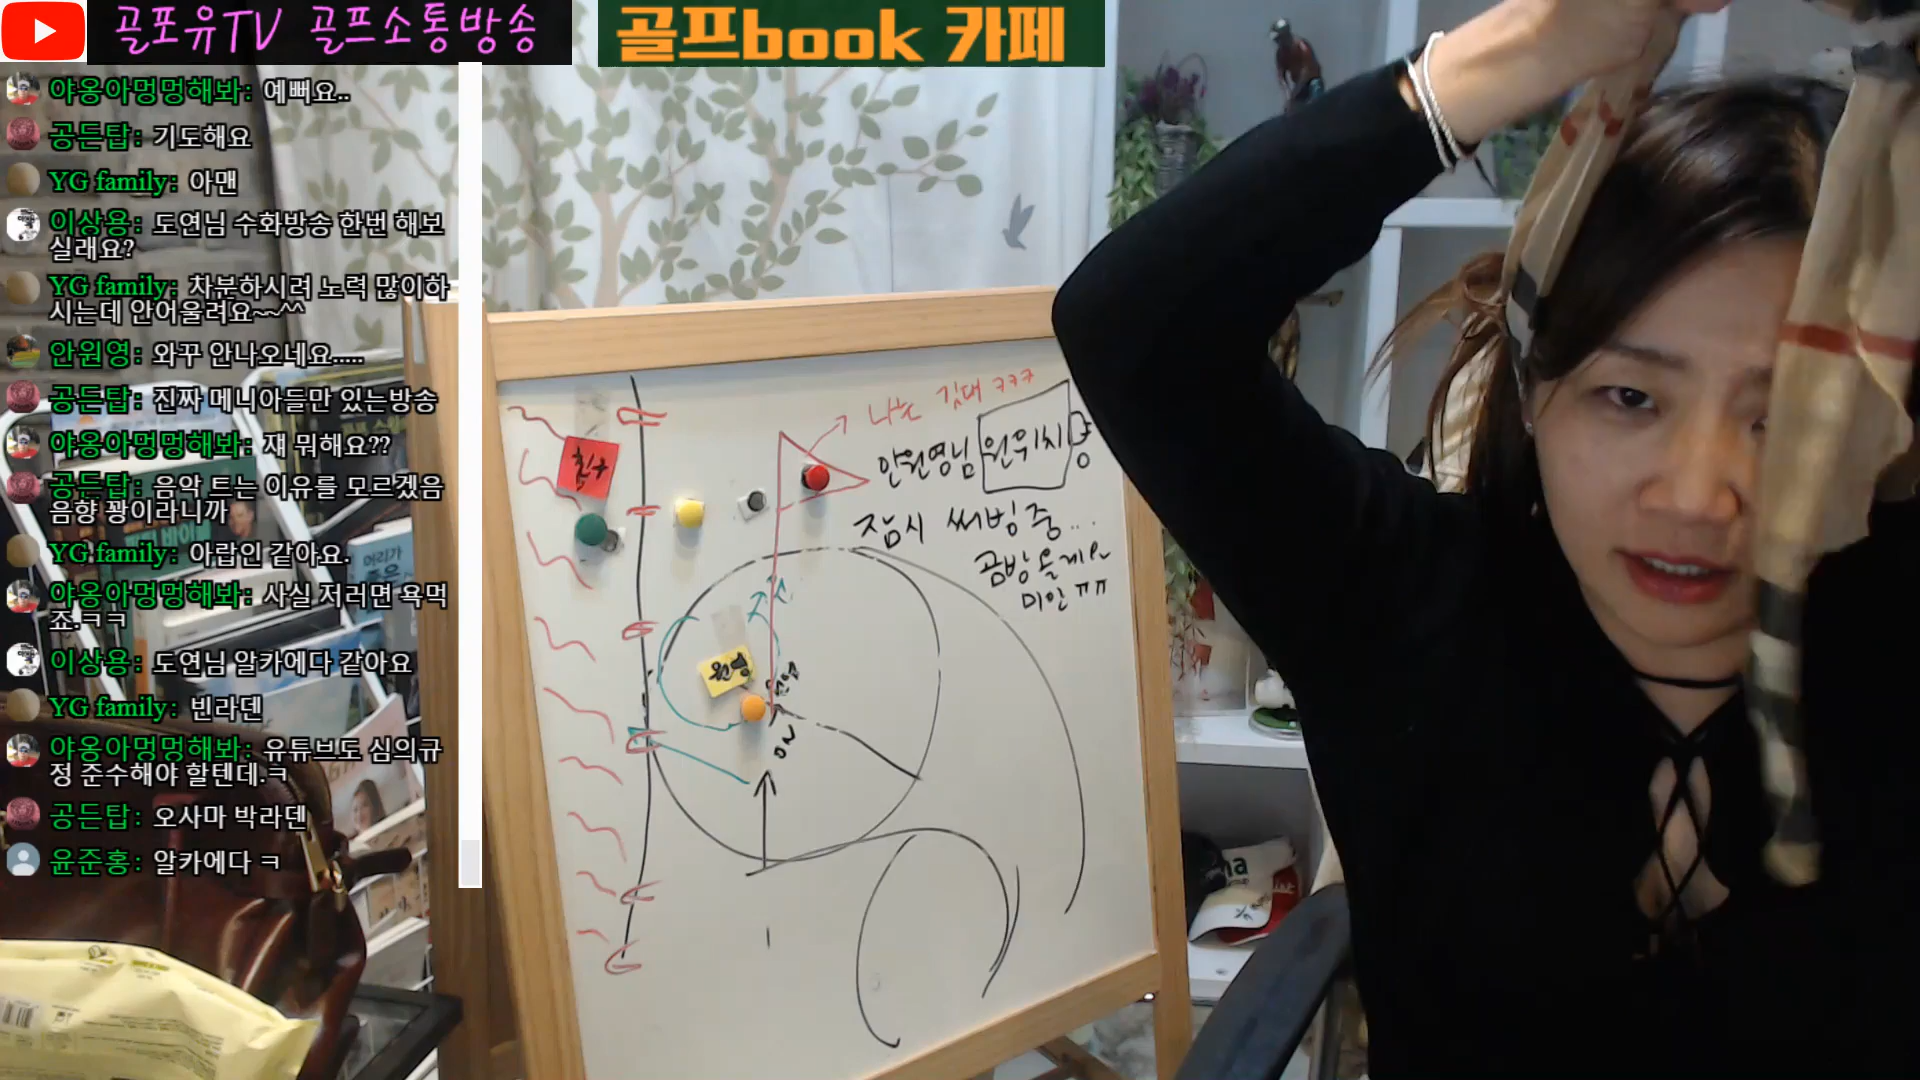 골포유TV 골프소통방송
골프book 카페
야옹아멍멍해봐: 예뻐요..
공든탑: 기도해요
YG family: 아맨
이상용: 도연님 수화방송 한번 해보
실래요?
YG family: 차분하시려 노력 많이하
시는데 안어울려요~~^^
안원영: 와꾸 안나오네요.....
공든탑: 진짜 메니아들만 있는방송
야옹아멍멍해봐: 쟤 뭐해요??
공든탑: 음악 트는 이유를 모르겠음
음향 꽝이라니까
YG family: 아랍인 같아요.
야옹아멍멍해봐: 사실 저러면 욕먹
죠.ㅋㅋ
이상용: 도연님 알카에다 같아요
YG family: 빈라덴
야옹아멍멍해봐: 유튜브도 심의규
정 준수해야 할텐데.ㅋ
공든탑: 오사마 박라덴
윤준홍: 알카에다 ㅋ
나는 깃대 ㅋㅋㅋ
안원영님 원위치
잠시 써빙중...
금방 올게요
미안 ㅠㅠ
원영
ON